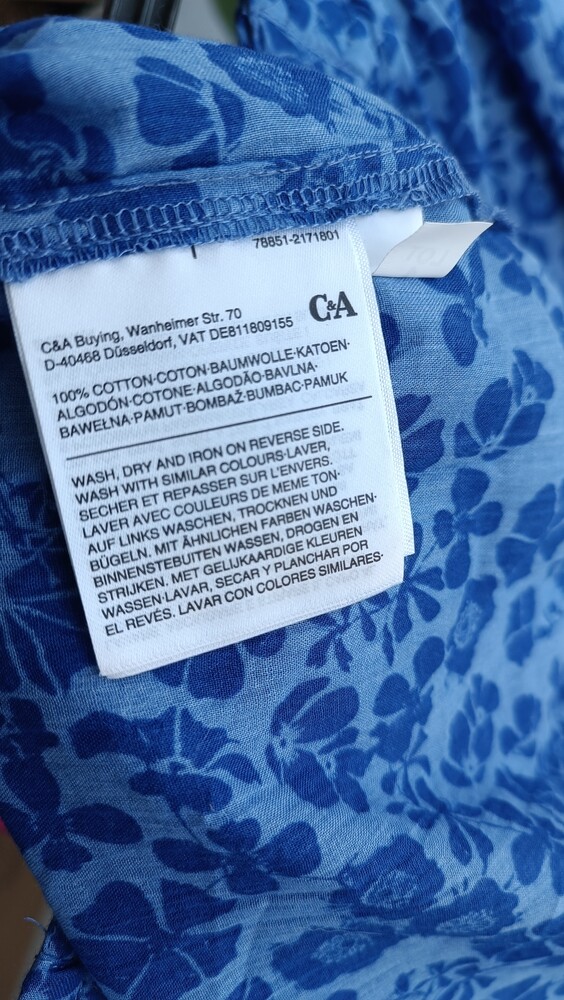 78851-2171801
C&A
C&A Buying, Wanheimer Str. 70
D-40468 Düsseldorf, VAT DE811809155
100% COTTON·COTON·BAUMWOLLE·KATOEN·
ALGODÓN·COTONE·ALGODÃO·BAVLNA·
BAWEŁNA·PAMUT·BOMBAŽ·BUMBAC·PAMUK
WASH, DRY AND IRON ON REVERSE SIDE.
WASH WITH SIMILAR COLOURS·LAVER,
SECHER ET REPASSER SUR L'ENVERS.
LAVER AVEC COULEURS DE MEME TON·
AUF LINKS WASCHEN, TROCKNEN UND
BÜGELN. MIT ÄHNLICHEN FARBEN WASCHEN·
BINNENSTEBUITEN WASSEN, DROGEN EN
STRIJKEN. MET GELIJKAARDIGE KLEUREN
WASSEN·LAVAR, SECAR Y PLANCHAR POR
EL REVÉS. LAVAR CON COLORES SIMILARES·